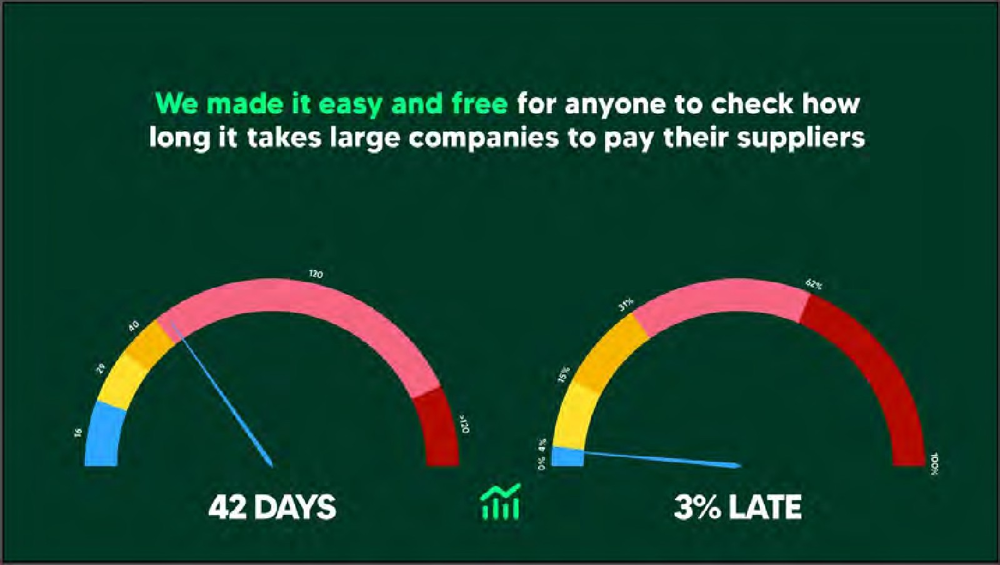 We made it easy and free for anyone to check how
long it takes large companies to pay their suppliers
16
29
40
120
>120
42 DAYS
0%
4%
15%
31%
62%
100%
3% LATE